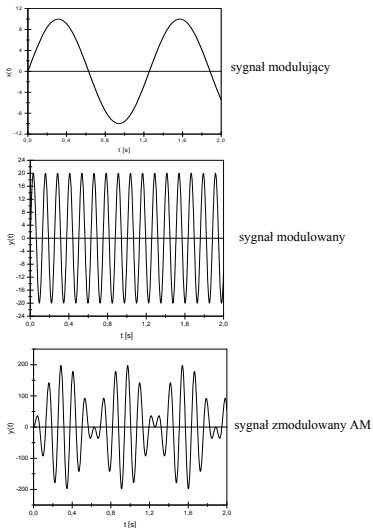 12
8
4
0
-4
-8
-12
x(t)
0,0 0,4 0,8 1,2 1,6 2,0
t [s]
sygnał modulujący
24
20
16
12
8
4
0
-4
-8
-12
-16
-20
-24
y(t)
0,0 0,4 0,8 1,2 1,6 2,0
t [s]
sygnał modulowany
200
100
0
-100
-200
y(t)
0,0 0,4 0,8 1,2 1,6 2,0
t [s]
sygnał zmodulowany AM